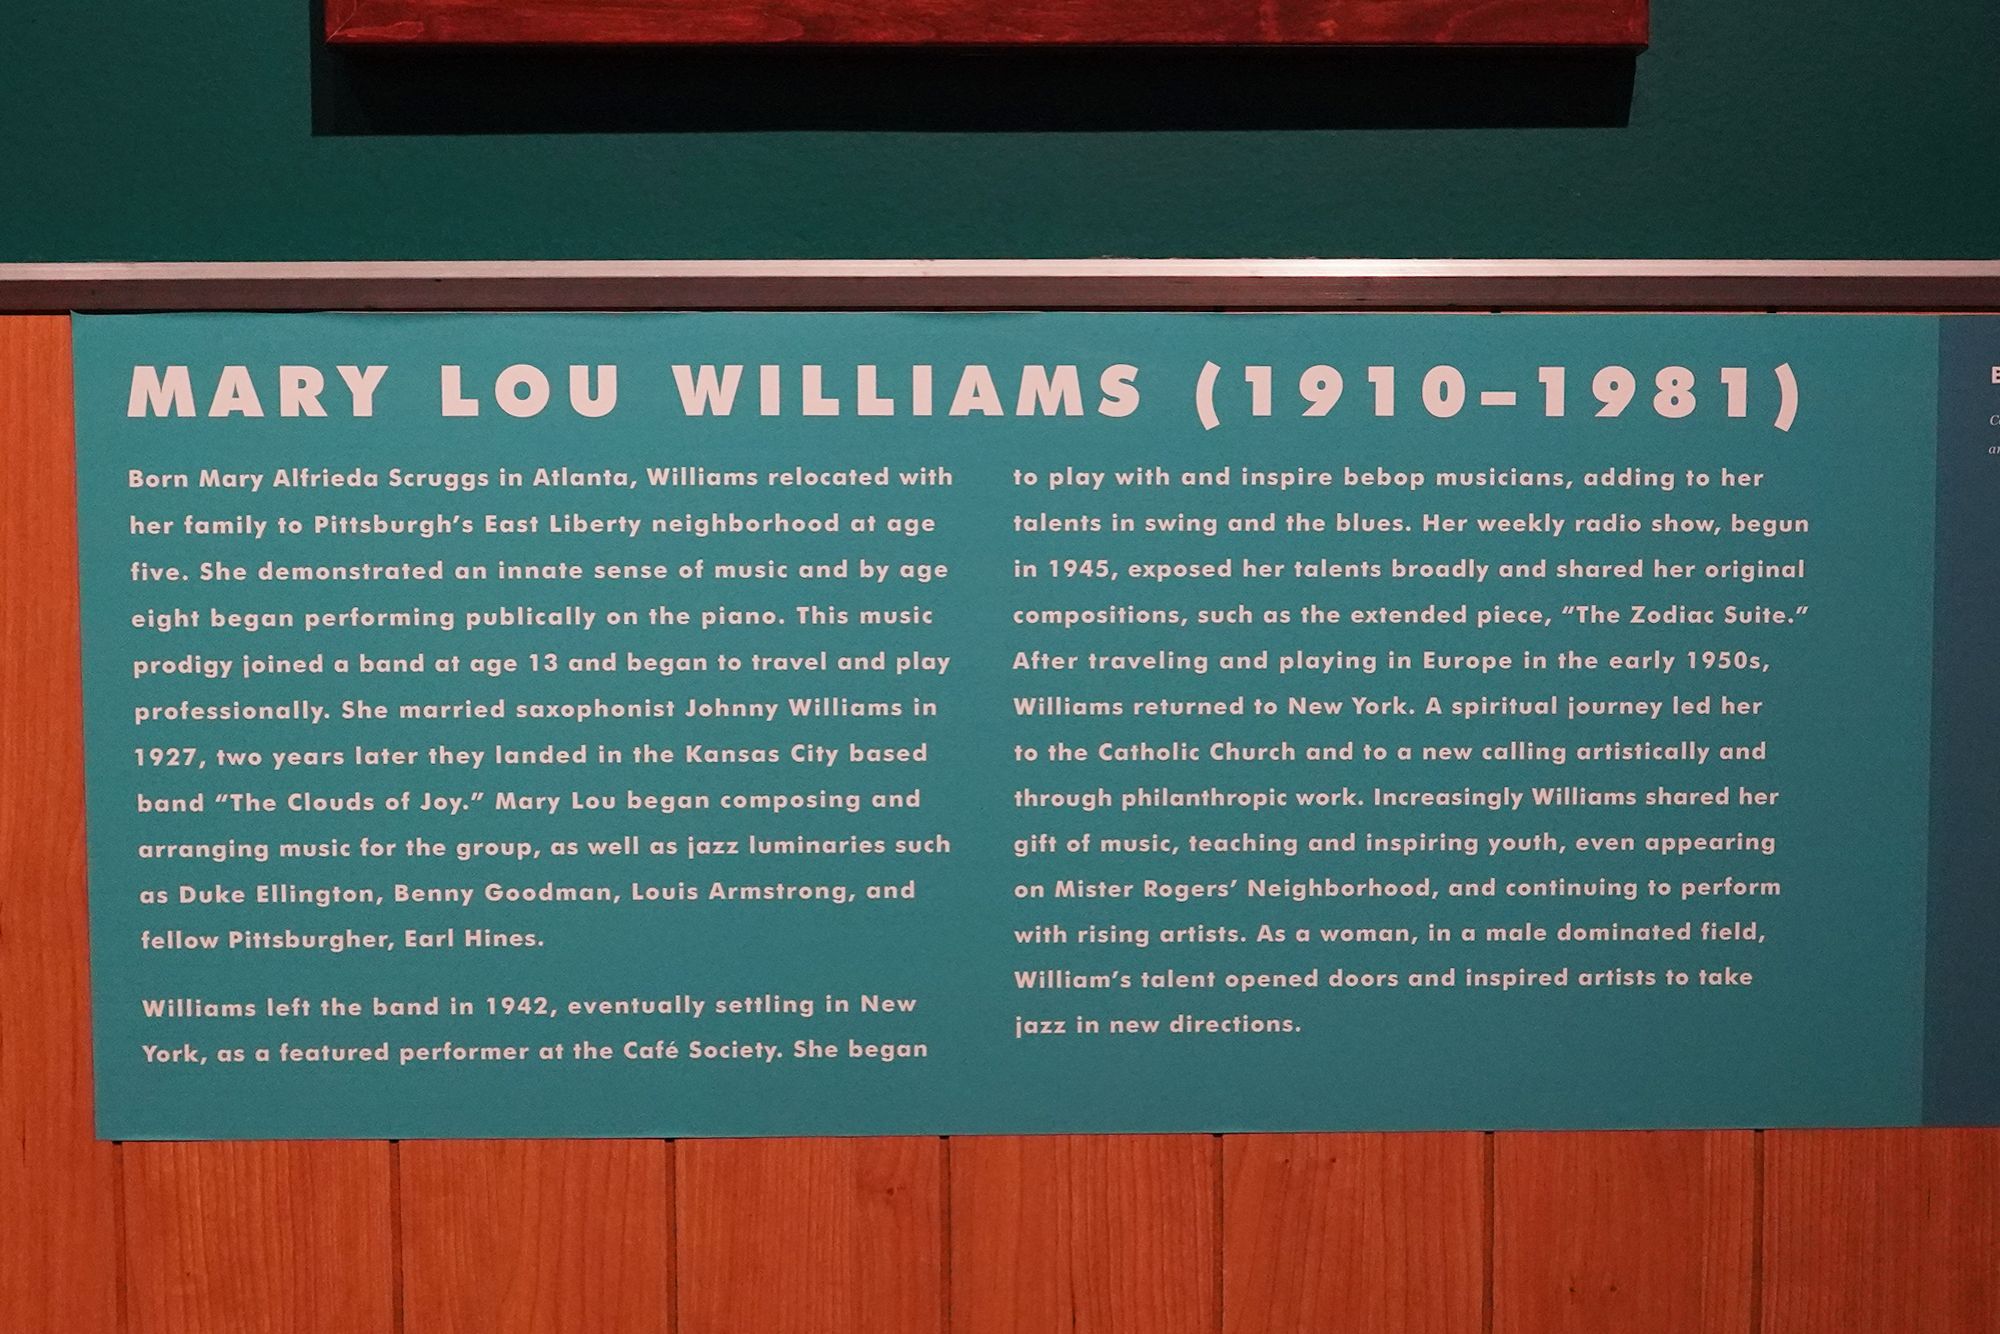 MARY LOU WILLIAMS (1910–1981)
Born Mary Alfrieda Scruggs in Atlanta, Williams relocated with
her family to Pittsburgh’s East Liberty neighborhood at age
five. She demonstrated an innate sense of music and by age
eight began performing publically on the piano. This music
prodigy joined a band at age 13 and began to travel and play
professionally. She married saxophonist Johnny Williams in
1927, two years later they landed in the Kansas City based
band “The Clouds of Joy.” Mary Lou began composing and
arranging music for the group, as well as jazz luminaries such
as Duke Ellington, Benny Goodman, Louis Armstrong, and
fellow Pittsburgher, Earl Hines.
Williams left the band in 1942, eventually settling in New
York, as a featured performer at the Café Society. She began
to play with and inspire bebop musicians, adding to her
talents in swing and the blues. Her weekly radio show, begun
in 1945, exposed her talents broadly and shared her original
compositions, such as the extended piece, “The Zodiac Suite.”
After traveling and playing in Europe in the early 1950s,
Williams returned to New York. A spiritual journey led her
to the Catholic Church and to a new calling artistically and
through philanthropic work. Increasingly Williams shared her
gift of music, teaching and inspiring youth, even appearing
on Mister Rogers’ Neighborhood, and continuing to perform
with rising artists. As a woman, in a male dominated field,
William’s talent opened doors and inspired artists to take
jazz in new directions.